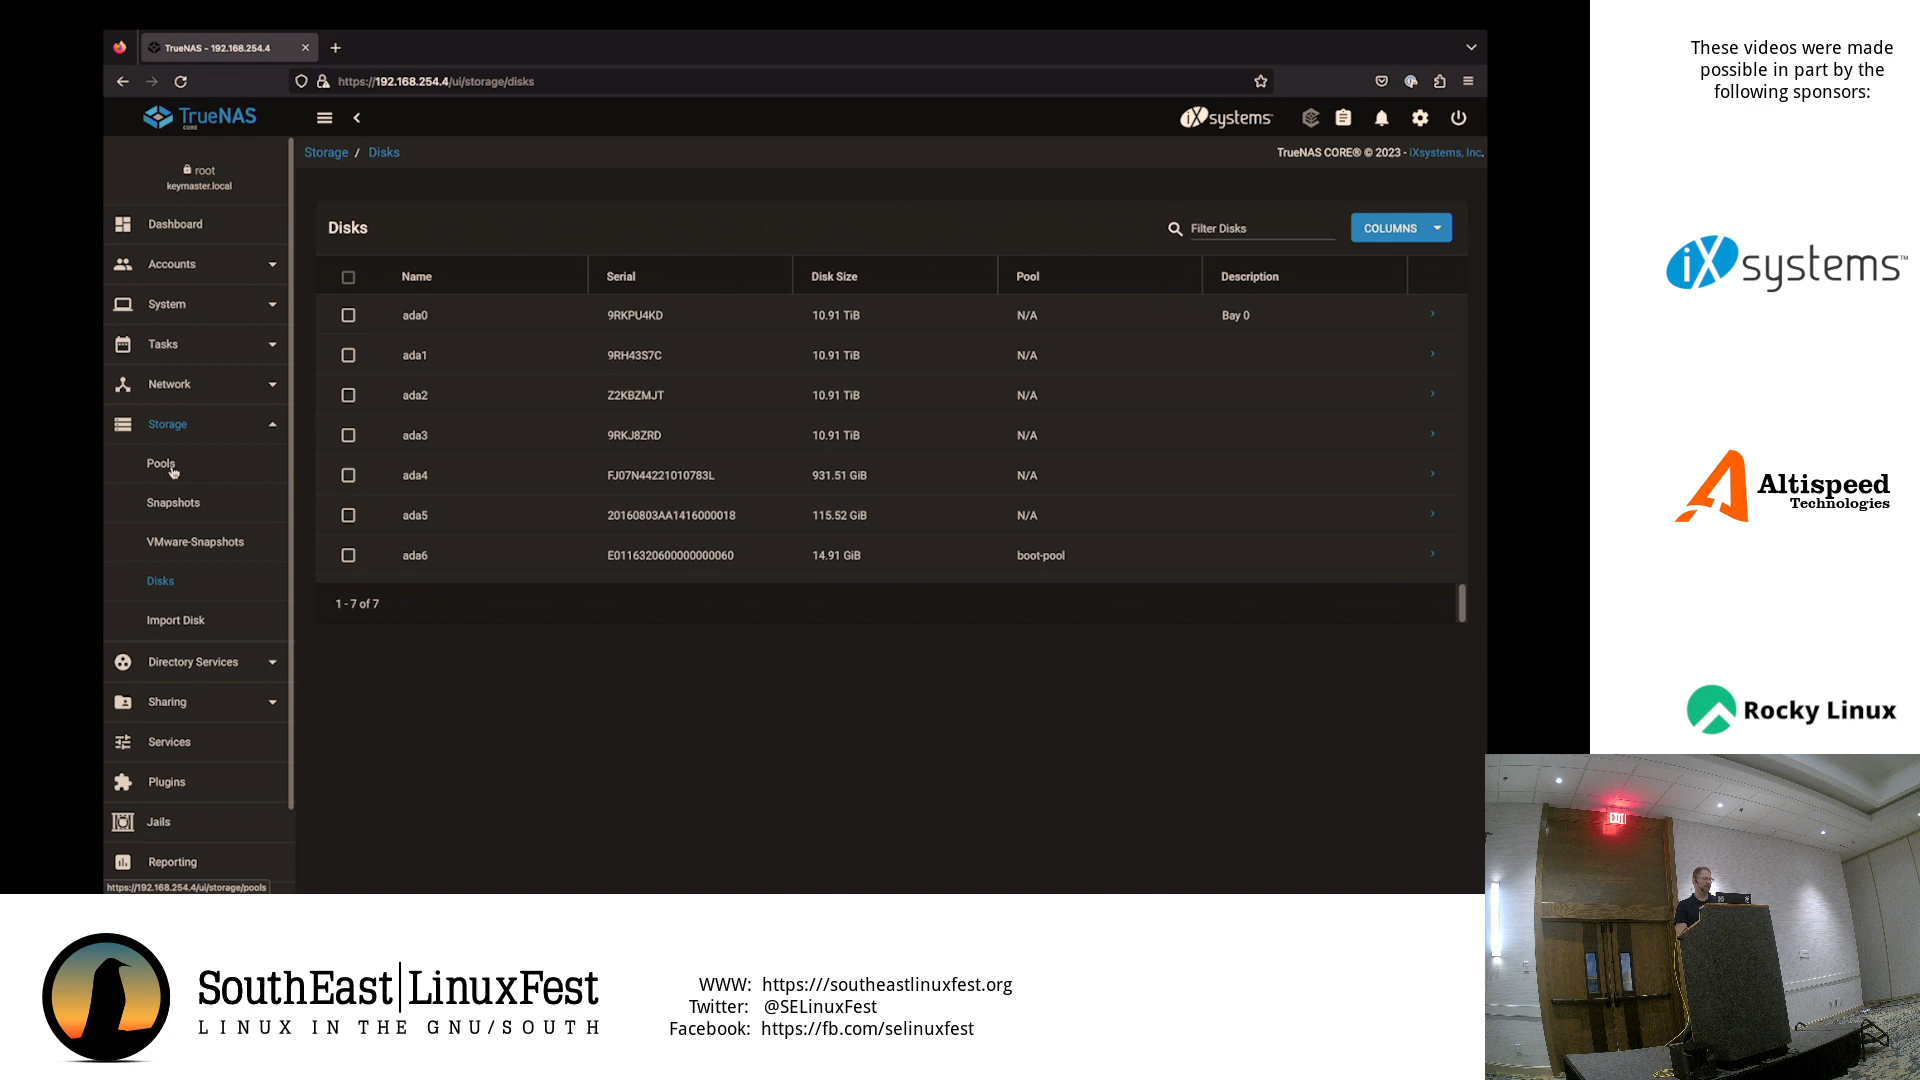 TrueNAS - 192.168.254.4
https://192.168.254.4/ui/storage/disks
TrueNAS
CORE
iXsystems
Storage / Disks
TrueNAS CORE® © 2023 - iXsystems, Inc.
root
keymaster.local
Dashboard
Accounts
System
Tasks
Network
Storage
Pools
Snapshots
VMware-Snapshots
Disks
Import Disk
Directory Services
Sharing
Services
Plugins
Jails
Reporting
https://192.168.254.4/ui/storage/pools
Disks
Filter Disks
COLUMNS
Name Serial Disk Size Pool Description
ada0 9RKPU4KD 10.91 TiB N/A Bay 0
ada1 9RH43S7C 10.91 TiB N/A
ada2 Z2KBZMJT 10.91 TiB N/A
ada3 9RKJ8ZRD 10.91 TiB N/A
ada4 FJ07N44221010783L 931.51 GiB N/A
ada5 20160803AA1416000018 115.52 GiB N/A
ada6 E0116320600000000060 14.91 GiB boot-pool
1 - 7 of 7
These videos were made
possible in part by the
following sponsors:
iXsystems™
Altispeed
Technologies
Rocky Linux
EXIT
SouthEast LinuxFest
LINUX IN THE GNU/SOUTH
WWW: https:///southeastlinuxfest.org
Twitter: @SELinuxFest
Facebook: https://fb.com/selinuxfest